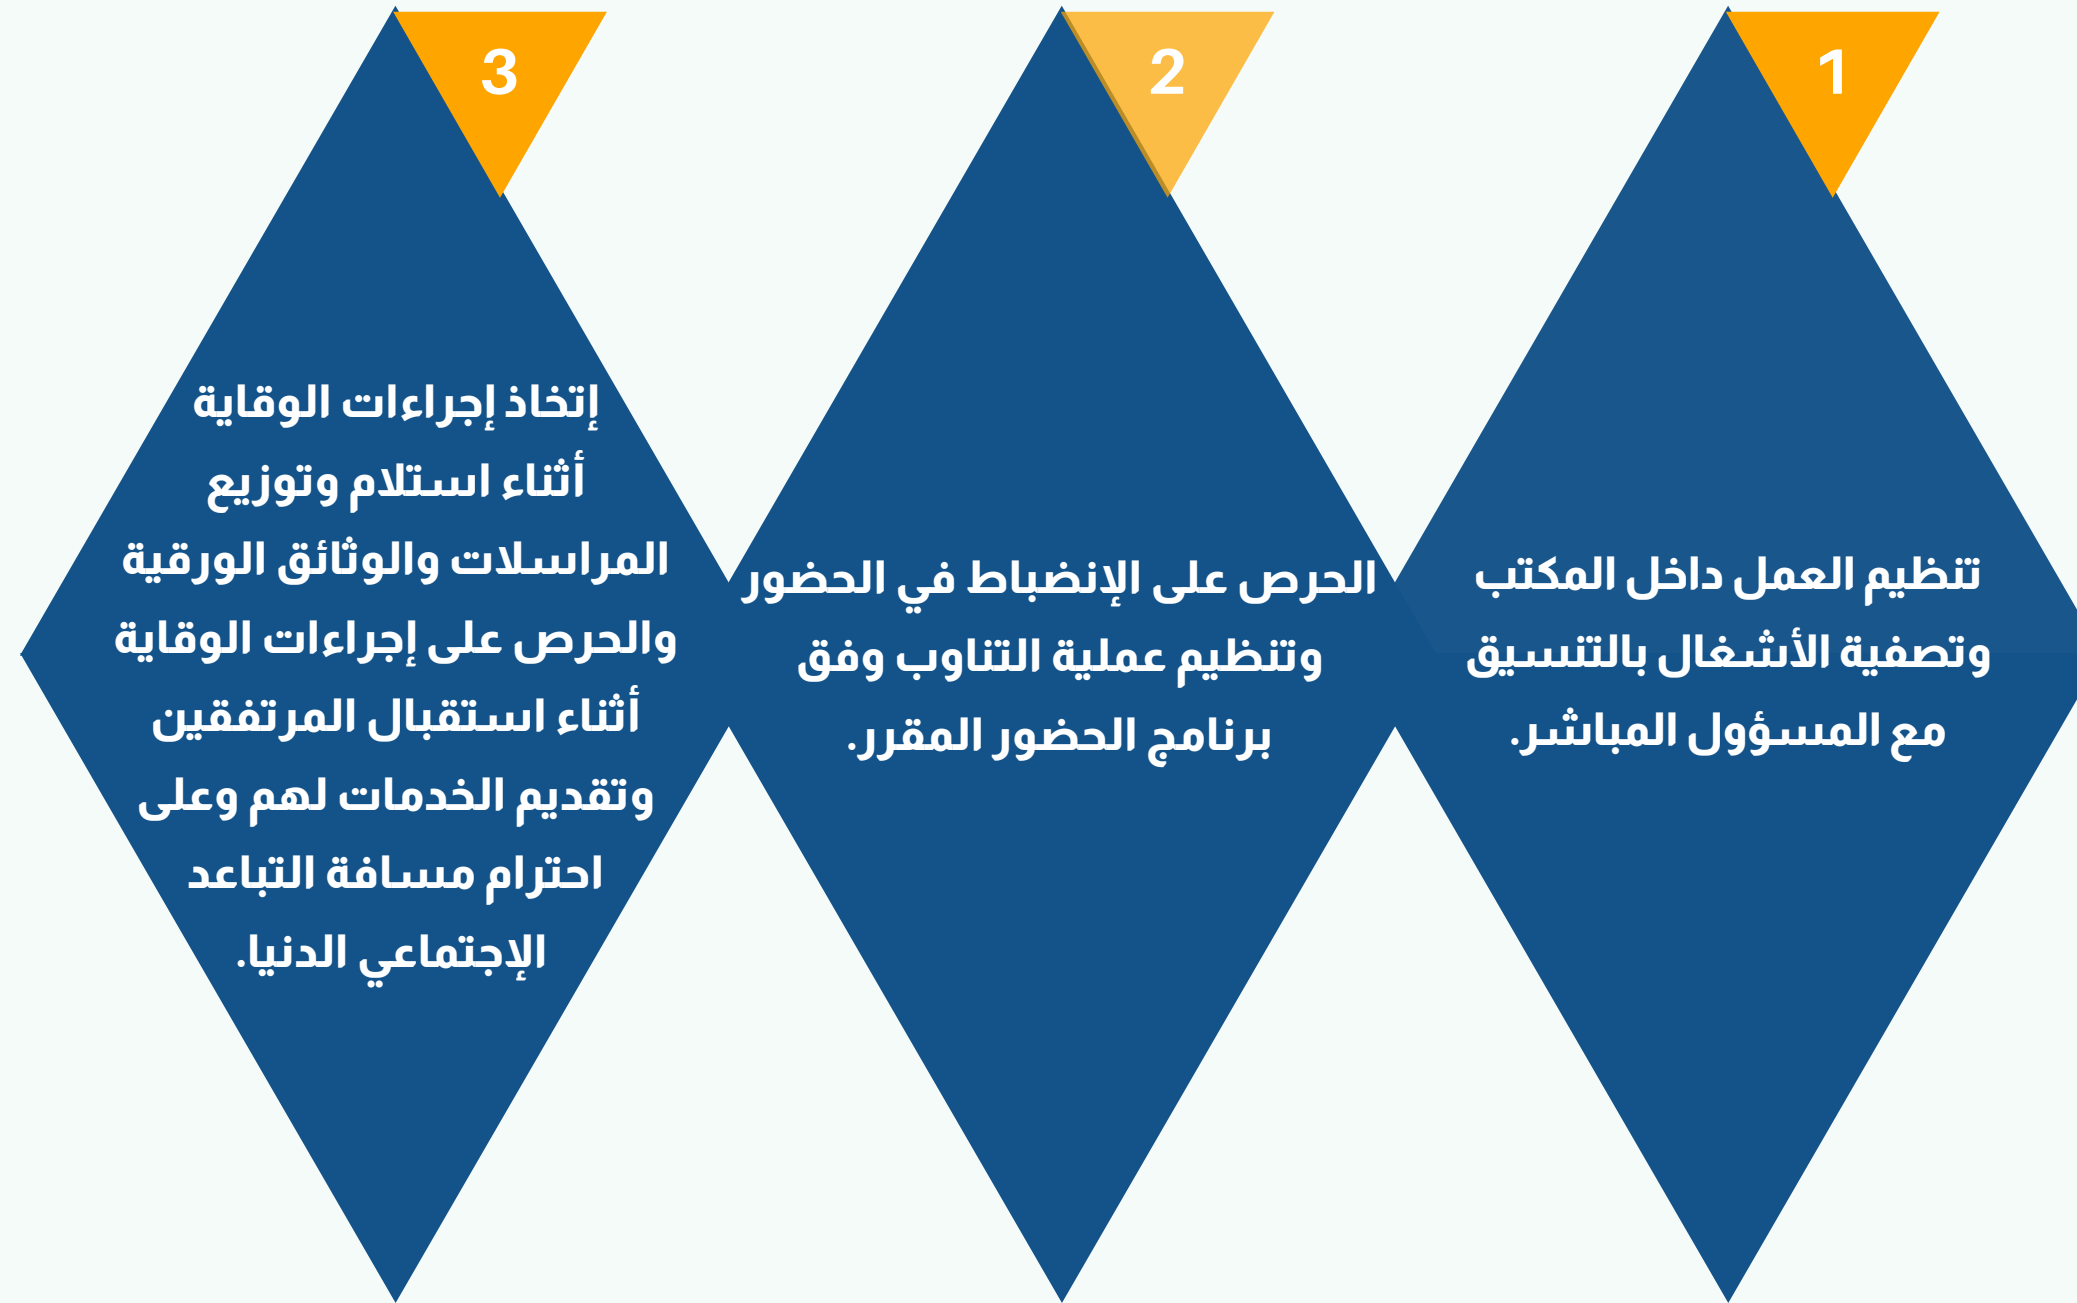 1
تنظيم العمل داخل المكتب
وتصفية الأشغال بالتنسيق
مع المسؤول المباشر.
2
الحرص على الإنضباط في الحضور
وتنظيم عملية التناوب وفق
برنامج الحضور المقرر.
3
إتخاذ إجراءات الوقاية
أثناء استلام وتوزيع
المراسلات والوثائق الورقية
والحرص على إجراءات الوقاية
أثناء استقبال المرتفقين
وتقديم الخدمات لهم وعلى
احترام مسافة التباعد
الإجتماعي الدنيا.